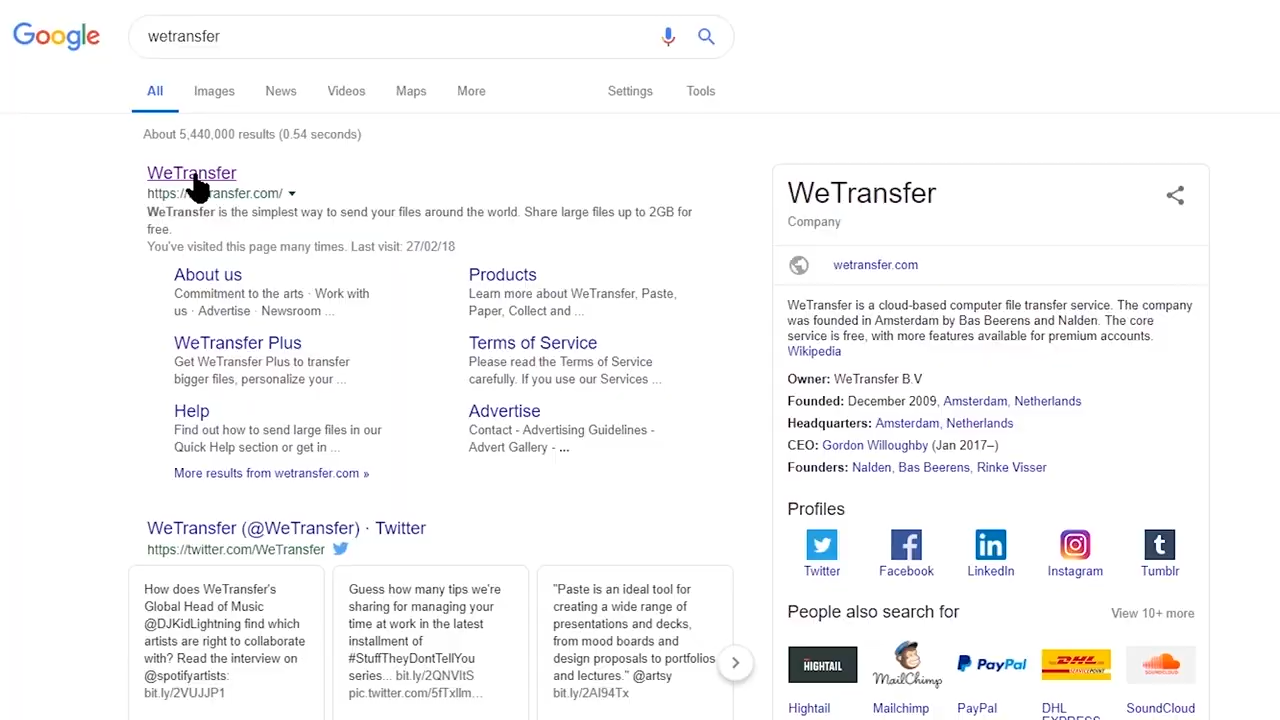 Google
wetransfer
All
Images
News
Videos
Maps
More
Settings
Tools
About 5,440,000 results (0.54 seconds)
WeTransfer
https:// ransfer.com/
WeTransfer is the simplest way to send your files around the world. Share large files up to 2GB for
free.
You've visited this page many times. Last visit: 27/02/18
About us
Commitment to the arts · Work with
us · Advertise · Newsroom ...
Products
Learn more about WeTransfer, Paste,
Paper, Collect and ...
WeTransfer Plus
Get WeTransfer Plus to transfer
bigger files, personalize your ...
Terms of Service
Please read the Terms of Service
carefully. If you use our Services ...
Help
Find out how to send large files in our
Quick Help section or get in ...
Advertise
Contact - Advertising Guidelines -
Advert Gallery - ...
More results from wetransfer.com »
WeTransfer (@WeTransfer) · Twitter
https://twitter.com/WeTransfer
How does WeTransfer's
Global Head of Music
@DJKidLightning find which
artists are right to collaborate
with? Read the interview on
@spotifyartists:
bit.ly/2VUJJP1
Guess how many tips we're
sharing for managing your
time at work in the latest
installment of
#StuffTheyDontTellYou
series... bit.ly/2QNVItS
pic.twitter.com/5fTxllm...
"Paste is an ideal tool for
creating a wide range of
presentations and decks,
from mood boards and
design proposals to portfolios
and lectures." @artsy
bit.ly/2AI94Tx
WeTransfer
Company
wetransfer.com
WeTransfer is a cloud-based computer file transfer service. The company
was founded in Amsterdam by Bas Beerens and Nalden. The core
service is free, with more features available for premium accounts.
Wikipedia
Owner: WeTransfer B.V
Founded: December 2009, Amsterdam, Netherlands
Headquarters: Amsterdam, Netherlands
CEO: Gordon Willoughby (Jan 2017–)
Founders: Nalden, Bas Beerens, Rinke Visser
Profiles
Twitter
Facebook
LinkedIn
Instagram
Tumblr
People also search for
View 10+ more
HIGHTAIL
MailChimp
PayPal
DHL
SOUNDCLOUD
Hightail
Mailchimp
PayPal
DHL
EXPRESS
SoundCloud